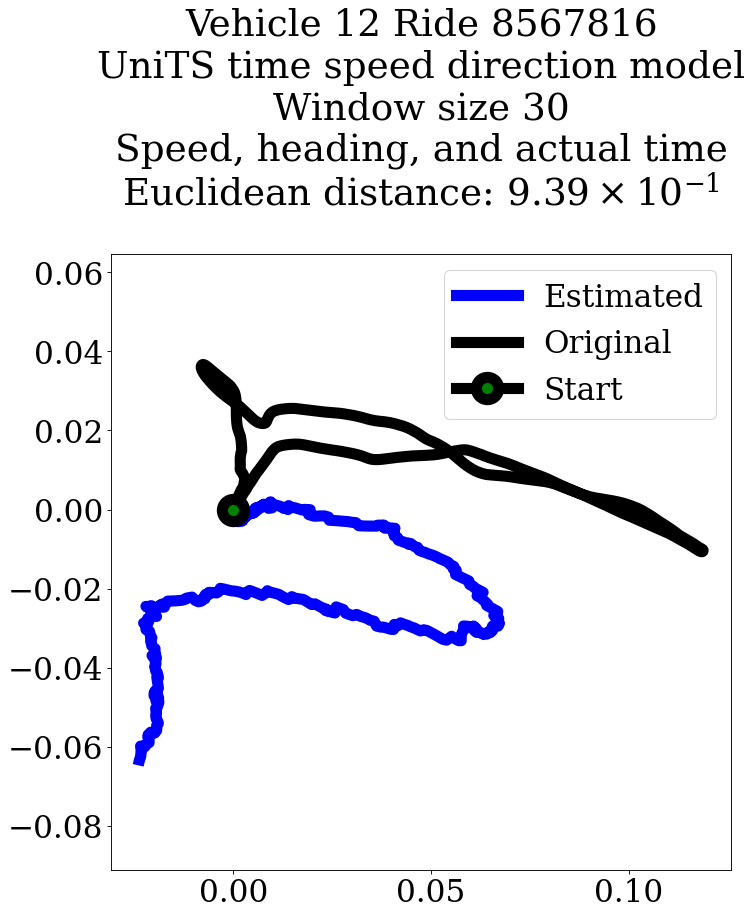 Vehicle 12 Ride 8567816
UniTS time speed direction model
Window size 30
Speed, heading, and actual time
Euclidean distance: 9.39 × 10⁻¹
Estimated
Original
Start
0.06
0.04
0.02
0.00
−0.02
−0.04
−0.06
−0.08
0.00 0.05 0.10